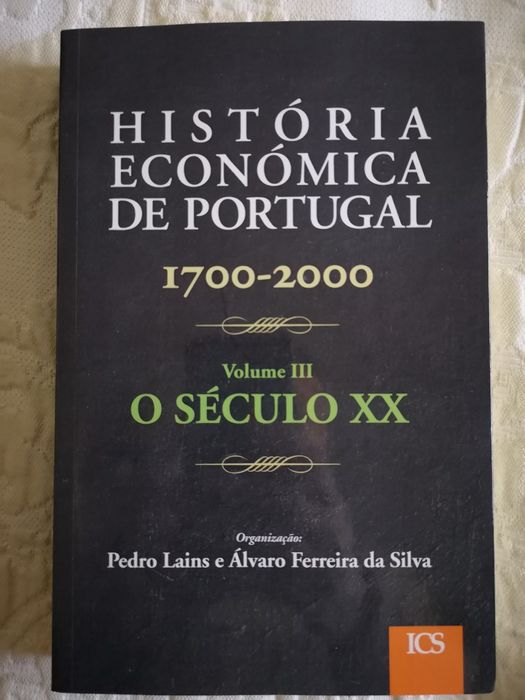 HISTÓRIA
ECONÓMICA
DE PORTUGAL
1700-2000
Volume III
O SÉCULO XX
Organização:
Pedro Lains e Álvaro Ferreira da Silva
ICS